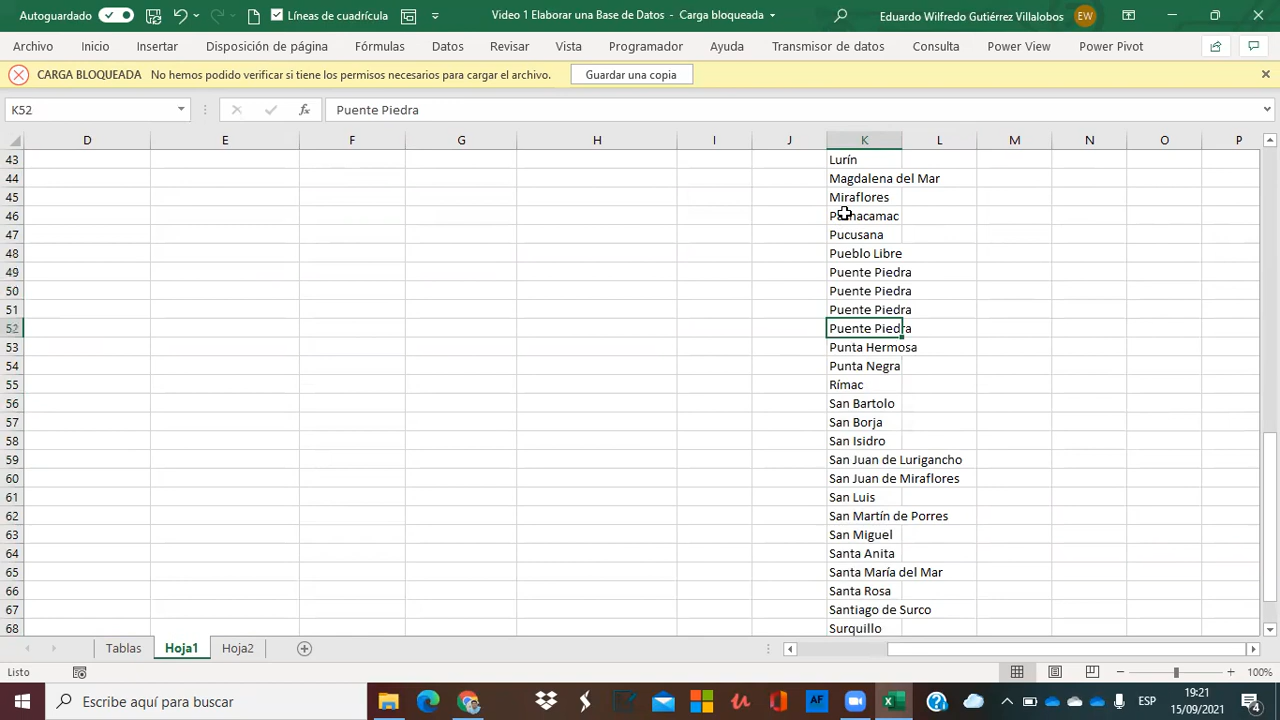 Autoguardado
Líneas de cuadrícula
Video 1 Elaborar una Base de Datos - Carga bloqueada
Eduardo Wilfredo Gutiérrez Villalobos
EW
Archivo Inicio Insertar Disposición de página Fórmulas Datos Revisar Vista Programador Ayuda Transmisor de datos Consulta Power View Power Pivot
CARGA BLOQUEADA No hemos podido verificar si tiene los permisos necesarios para cargar el archivo. Guardar una copia
K52 fx Puente Piedra
D E F G H I J K L M N O P
43 Lurín
44 Magdalena del Mar
45 Miraflores
46 Pachacamac
47 Pucusana
48 Pueblo Libre
49 Puente Piedra
50 Puente Piedra
51 Puente Piedra
52 Puente Piedra
53 Punta Hermosa
54 Punta Negra
55 Rímac
56 San Bartolo
57 San Borja
58 San Isidro
59 San Juan de Lurigancho
60 San Juan de Miraflores
61 San Luis
62 San Martín de Porres
63 San Miguel
64 Santa Anita
65 Santa María del Mar
66 Santa Rosa
67 Santiago de Surco
68 Surquillo
Tablas Hoja1 Hoja2
Listo 100%
Escribe aquí para buscar
AF
ESP
19:21
15/09/2021
4